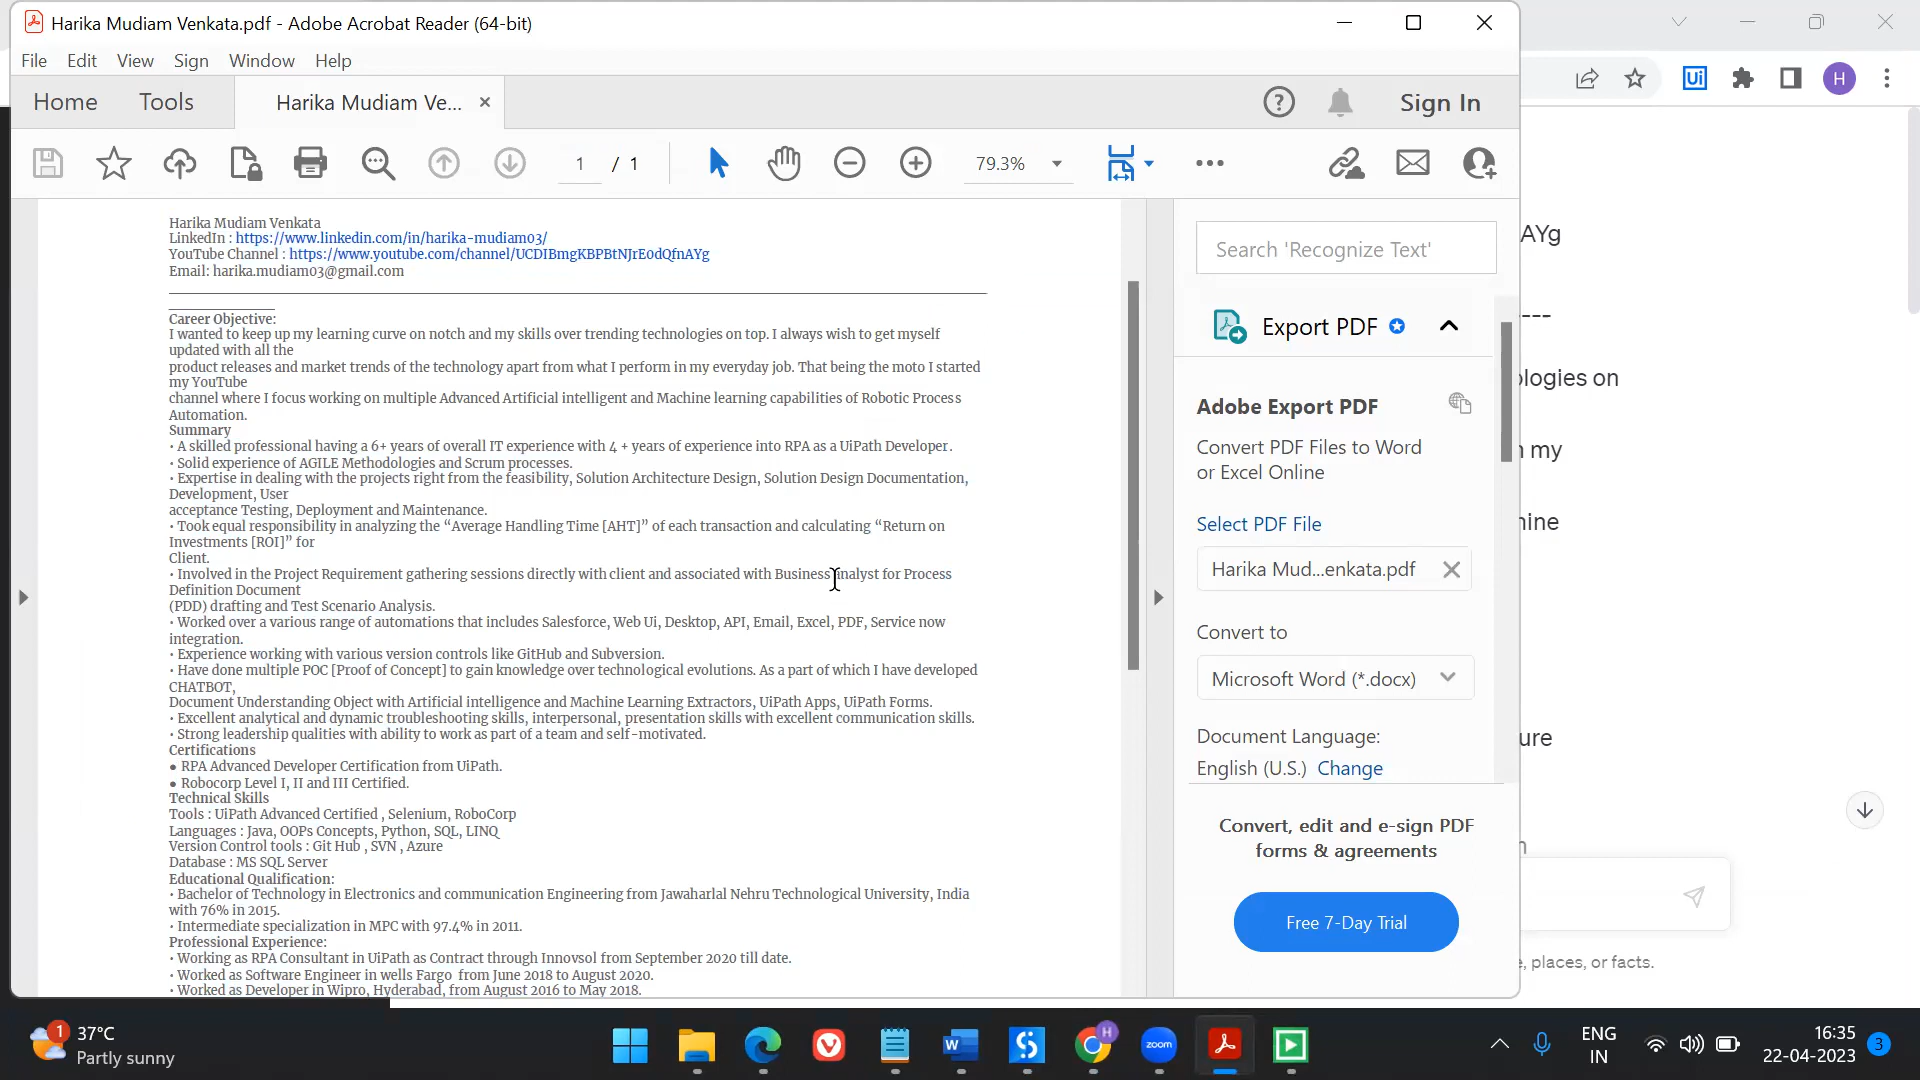 Harika Mudiam Venkata.pdf - Adobe Acrobat Reader (64-bit)
File Edit View Sign Window Help
Home Tools Harika Mudiam Ve... Sign In
1 / 1 79.3%
Harika Mudiam Venkata
LinkedIn : https://www.linkedin.com/in/harika-mudiam03/
YouTube Channel : https://www.youtube.com/channel/UCDIBmgKBPBtNJrE0dQfnAYg
Email: harika.mudiam03@gmail.com
Career Objective:
I wanted to keep up my learning curve on notch and my skills over trending technologies on top. I always wish to get myself
updated with all the
product releases and market trends of the technology apart from what I perform in my everyday job. That being the moto I started
my YouTube
channel where I focus working on multiple Advanced Artificial intelligent and Machine learning capabilities of Robotic Process
Automation.
Summary
• A skilled professional having a 6+ years of overall IT experience with 4 + years of experience into RPA as a UiPath Developer.
• Solid experience of AGILE Methodologies and Scrum processes.
• Expertise in dealing with the projects right from the feasibility, Solution Architecture Design, Solution Design Documentation,
Development, User
acceptance Testing, Deployment and Maintenance.
• Took equal responsibility in analyzing the “Average Handling Time [AHT]” of each transaction and calculating “Return on
Investments [ROI]” for
Client.
• Involved in the Project Requirement gathering sessions directly with client and associated with Business Analyst for Process
Definition Document
(PDD) drafting and Test Scenario Analysis.
• Worked over a various range of automations that includes Salesforce, Web Ui, Desktop, API, Email, Excel, PDF, Service now
integration.
• Experience working with various version controls like GitHub and Subversion.
• Have done multiple POC [Proof of Concept] to gain knowledge over technological evolutions. As a part of which I have developed
CHATBOT,
Document Understanding Object with Artificial intelligence and Machine Learning Extractors, UiPath Apps, UiPath Forms.
• Excellent analytical and dynamic troubleshooting skills, interpersonal, presentation skills with excellent communication skills.
• Strong leadership qualities with ability to work as part of a team and self-motivated.
Certifications
● RPA Advanced Developer Certification from UiPath.
● Robocorp Level I, II and III Certified.
Technical Skills
Tools : UiPath Advanced Certified , Selenium, RoboCorp
Languages : Java, OOPs Concepts, Python, SQL, LINQ
Version Control tools : Git Hub , SVN , Azure
Database : MS SQL Server
Educational Qualification:
• Bachelor of Technology in Electronics and communication Engineering from Jawaharlal Nehru Technological University, India
with 76% in 2015.
• Intermediate specialization in MPC with 97.4% in 2011.
Professional Experience:
• Working as RPA Consultant in UiPath as Contract through Innovsol from September 2020 till date.
• Worked as Software Engineer in wells Fargo from June 2018 to August 2020.
• Worked as Developer in Wipro, Hyderabad, from August 2016 to May 2018.
Search 'Recognize Text'
Export PDF
Adobe Export PDF
Convert PDF Files to Word
or Excel Online
Select PDF File
Harika Mud...enkata.pdf
Convert to
Microsoft Word (*.docx)
Document Language:
English (U.S.) Change
Convert, edit and e-sign PDF
forms & agreements
Free 7-Day Trial
Ui H
AYg
---
ologies on
n my
hine
ure
n
e, places, or facts.
1 37°C
Partly sunny
W H zoom
ENG
IN
16:35
22-04-2023 3